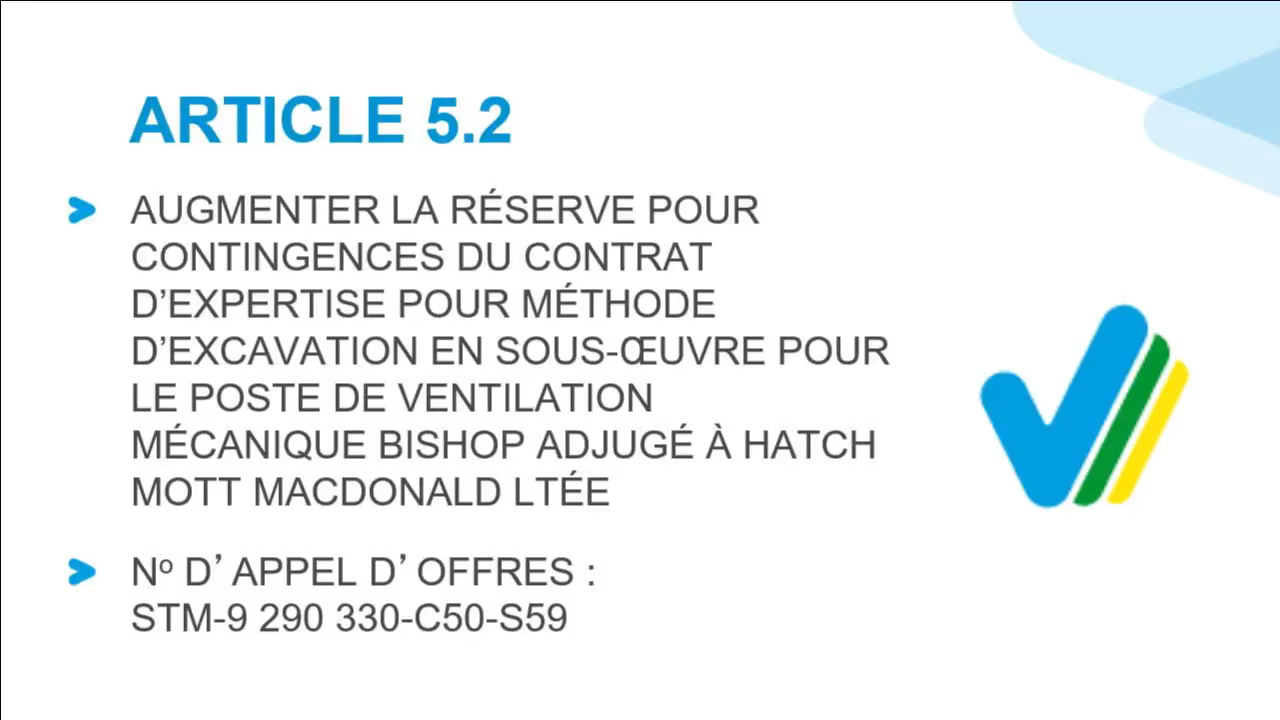 ARTICLE 5.2
AUGMENTER LA RÉSERVE POUR
CONTINGENCES DU CONTRAT
D’EXPERTISE POUR MÉTHODE
D’EXCAVATION EN SOUS-ŒUVRE POUR
LE POSTE DE VENTILATION
MÉCANIQUE BISHOP ADJUGÉ À HATCH
MOTT MACDONALD LTÉE
Nº D’APPEL D’OFFRES :
STM-9 290 330-C50-S59